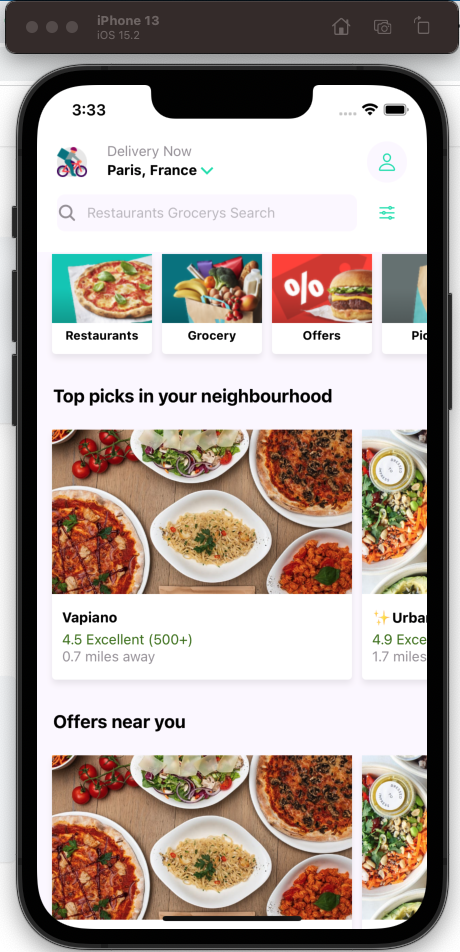 iPhone 13
iOS 15.2
3:33
Delivery Now
Paris, France
Restaurants Grocerys Search
%
Restaurants
Grocery
Offers
Pic
Top picks in your neighbourhood
Vapiano
✨ Urba
4.5 Excellent (500+)
4.9 Exce
0.7 miles away
1.7 miles
Offers near you